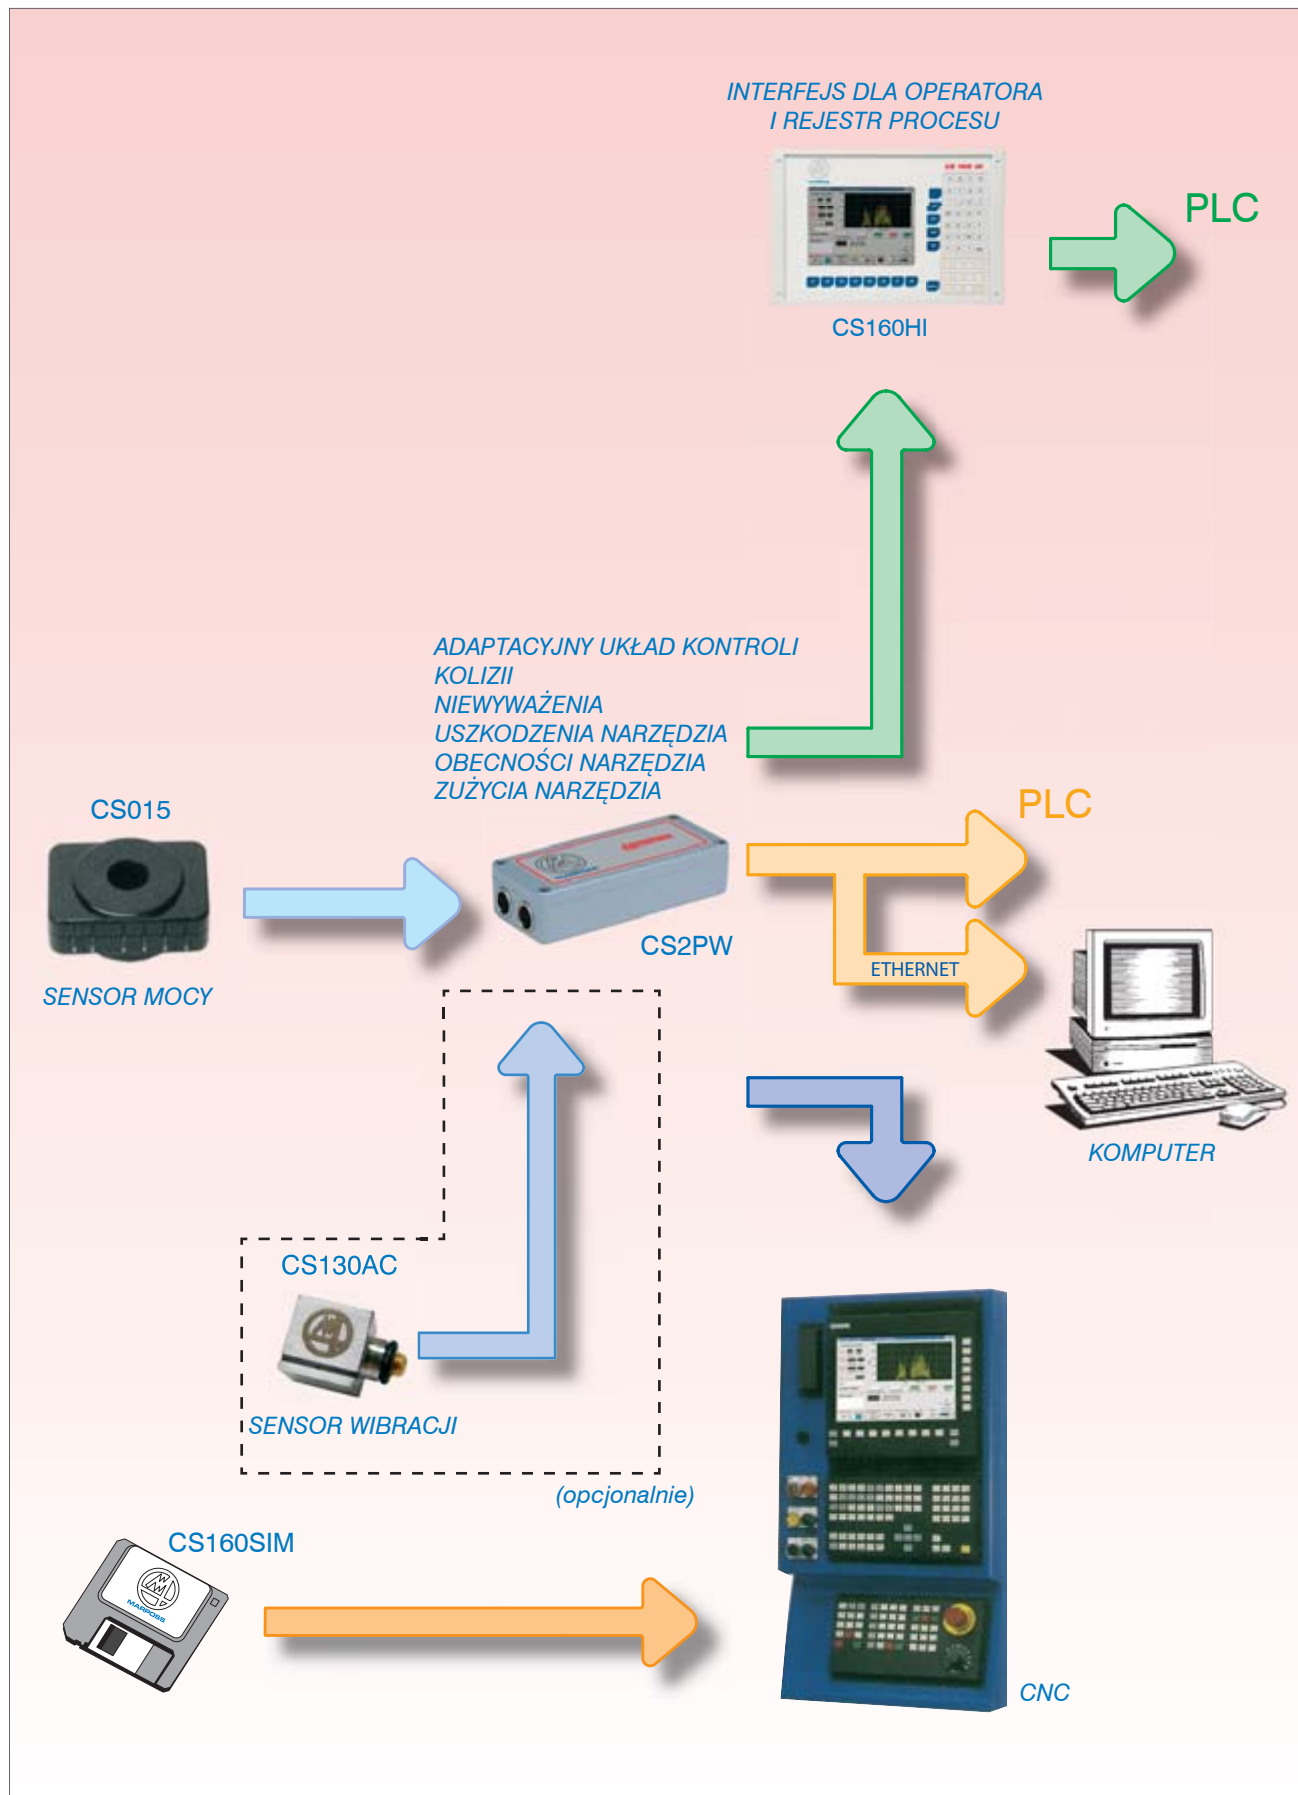 INTERFEJS DLA OPERATORA
I REJESTR PROCESU
PLC
CS160HI
ADAPTACYJNY UKŁAD KONTROLI
KOLIZII
NIEWYWAŻENIA
USZKODZENIA NARZĘDZIA
OBECNOŚCI NARZĘDZIA
ZUŻYCIA NARZĘDZIA
CS015
PLC
CS2PW
ETHERNET
SENSOR MOCY
KOMPUTER
CS130AC
SENSOR WIBRACJI
(opcjonalnie)
CS160SIM
MARPOSS
CNC